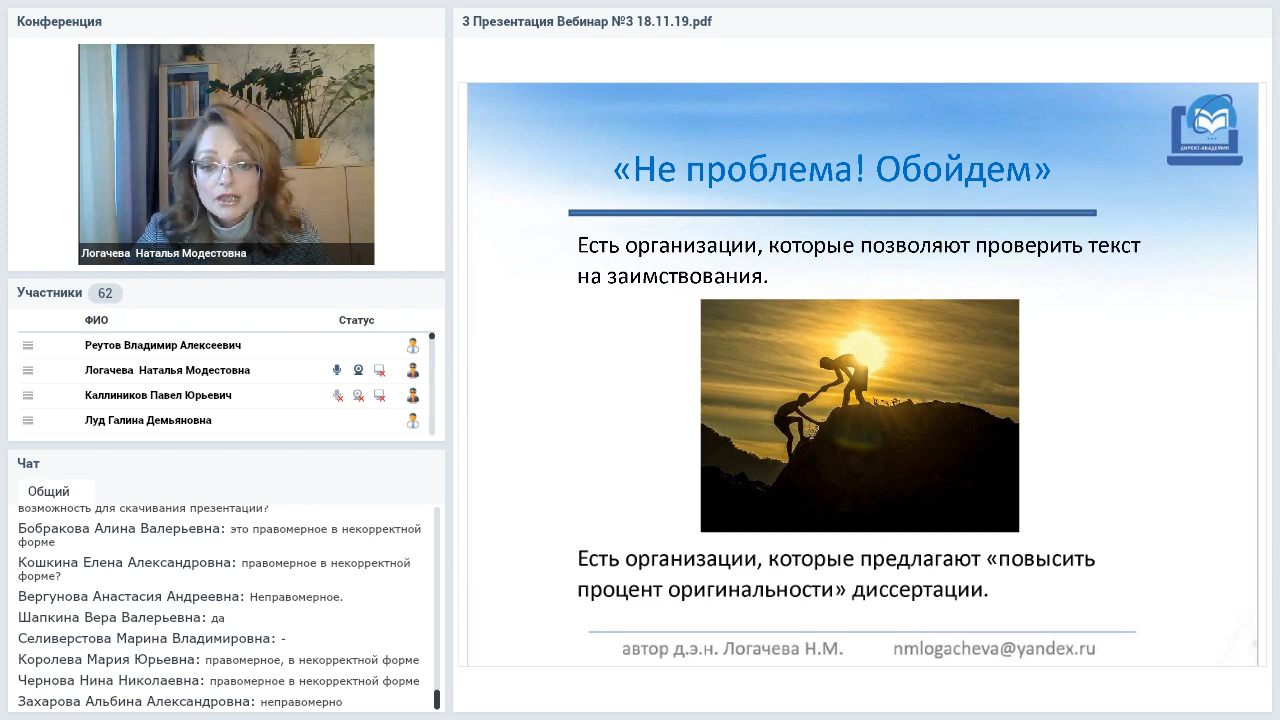 Конференция
Логачева Наталья Модестовна
Участники 62
ФИО Статус
Реутов Владимир Алексеевич
Логачева Наталья Модестовна
Каллиников Павел Юрьевич
Луд Галина Демьяновна
Чат
Общий
возможность для скачивания презентации?
Бобракова Алина Валерьевна: это правомерное в некорректной
форме
Кошкина Елена Александровна: правомерное в некорректной
форме?
Вергунова Анастасия Андреевна: Неправомерное.
Шапкина Вера Валерьевна: да
Селиверстова Марина Владимировна: -
Королева Мария Юрьевна: правомерное, в некорректной форме
Чернова Нина Николаевна: правомерное в некорректной форме
Захарова Альбина Александровна: неправомерно
3 Презентация Вебинар №3 18.11.19.pdf
ДИРЕКТ-АКАДЕМИЯ
«Не проблема! Обойдем»
Есть организации, которые позволяют проверить текст
на заимствования.
Есть организации, которые предлагают «повысить
процент оригинальности» диссертации.
автор д.э.н. Логачева Н.М. nmlogacheva@yandex.ru